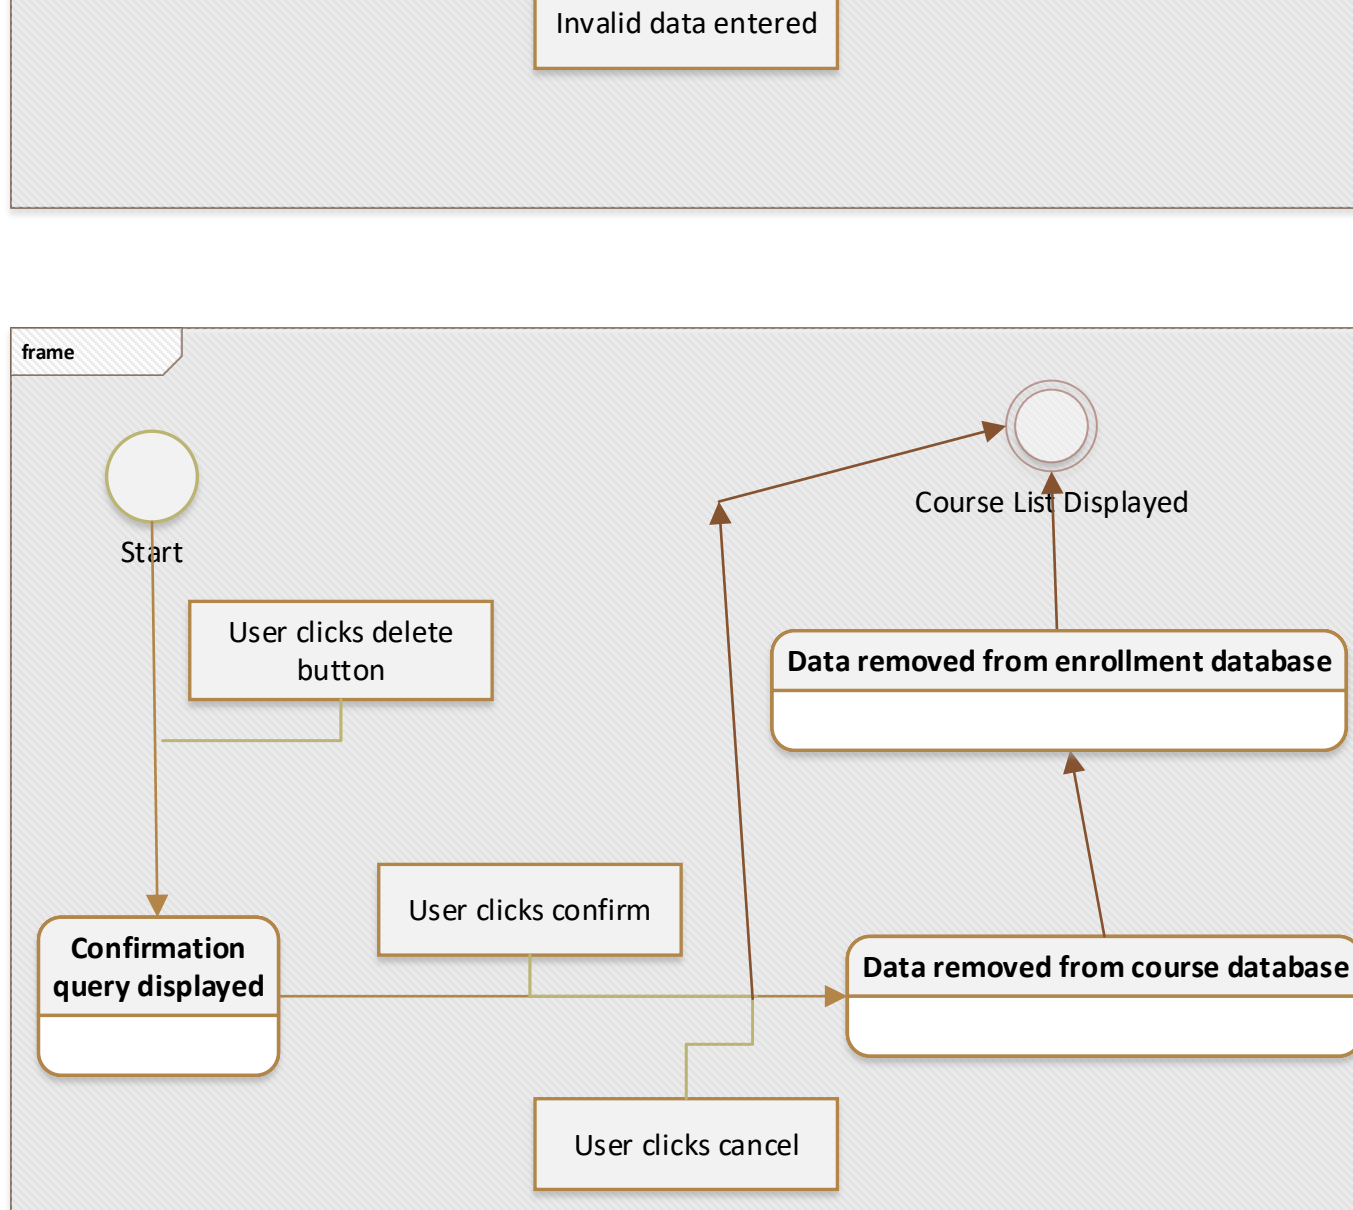 Invalid data entered
frame
Start
Course List Displayed
User clicks delete
button
Data removed from enrollment database
User clicks confirm
Confirmation
query displayed
Data removed from course database
User clicks cancel